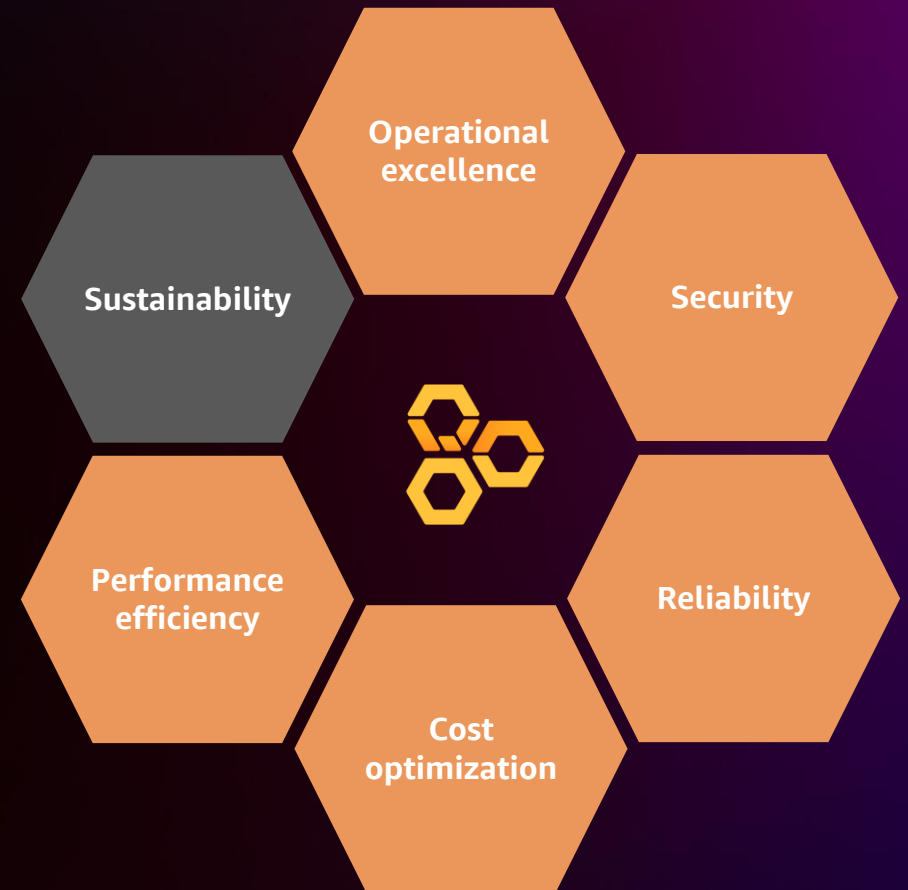 Operational
excellence
Sustainability
Security
Performance
efficiency
Reliability
Cost
optimization